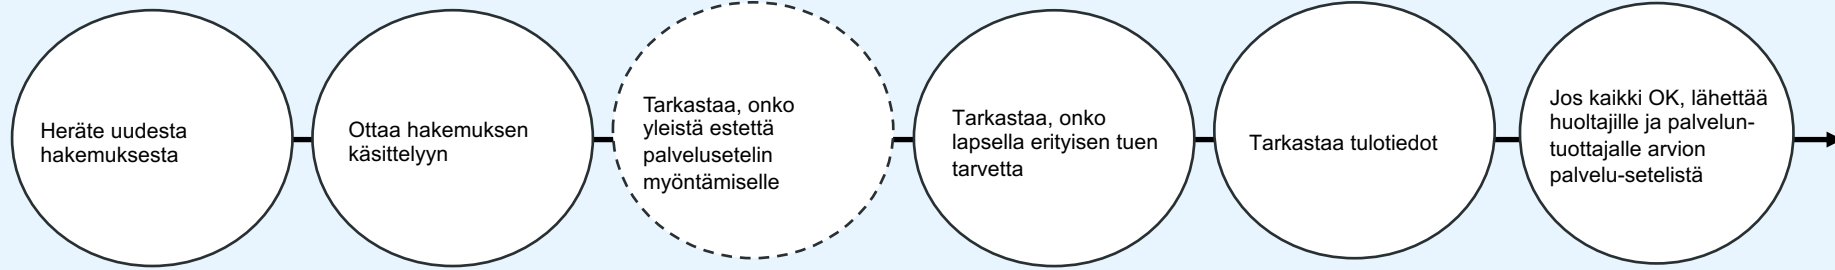 Heräte uudesta
hakemuksesta
Ottaa hakemuksen
käsittelyyn
Tarkastaa, onko
yleistä estettä
palvelusetelin
myöntämiselle
Tarkastaa, onko
lapsella erityisen tuen
tarvetta
Tarkastaa tulotiedot
Jos kaikki OK, lähettää
huoltajille ja palvelun-
tuottajalle arvion
palvelu-setelistä